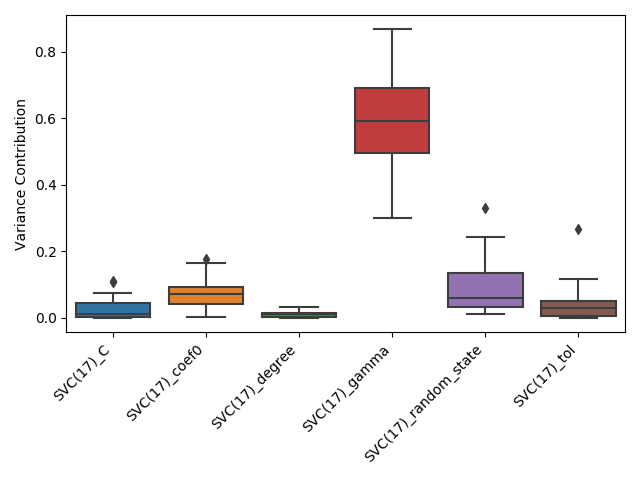 Variance Contribution
0.8
0.6
0.4
0.2
0.0
SVC(17)_C
SVC(17)_coef0
SVC(17)_degree
SVC(17)_gamma
SVC(17)_random_state
SVC(17)_tol